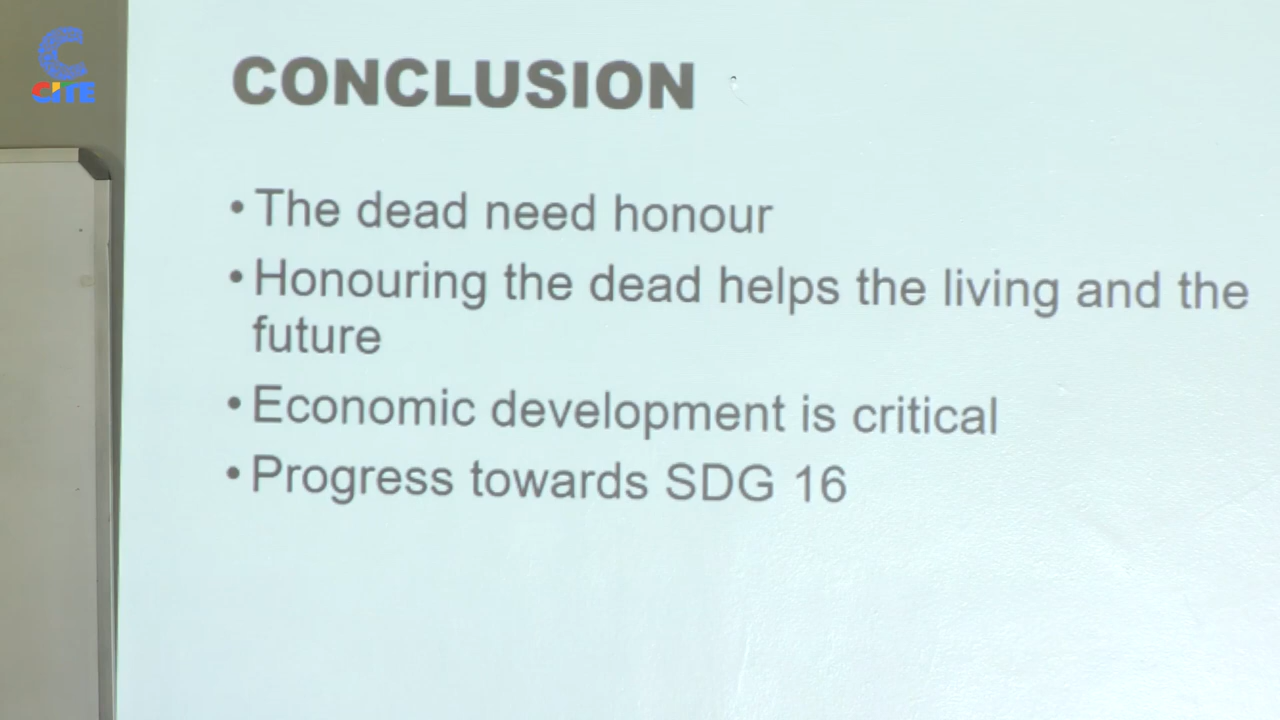 C
CITE
CONCLUSION
• The dead need honour
• Honouring the dead helps the living and the
future
• Economic development is critical
• Progress towards SDG 16